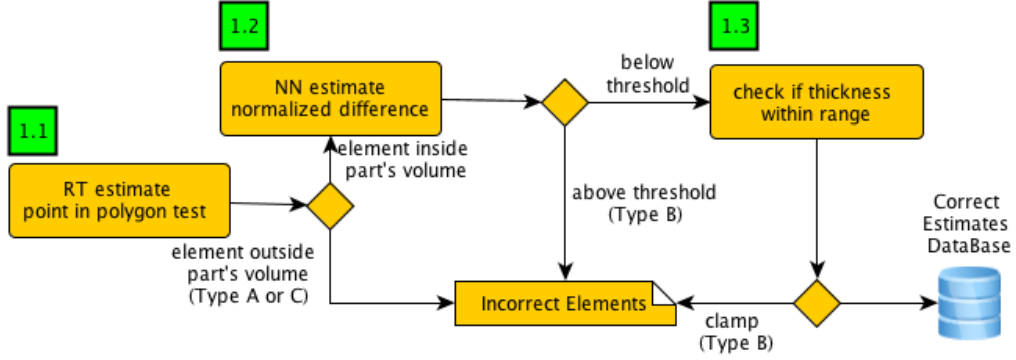 1.1
RT estimate
point in polygon test
element outside
part's volume
(Type A or C)
element inside
part's volume
1.2
NN estimate
normalized difference
above threshold
(Type B)
below
threshold
1.3
check if thickness
within range
Incorrect Elements
clamp
(Type B)
Correct
Estimates
DataBase